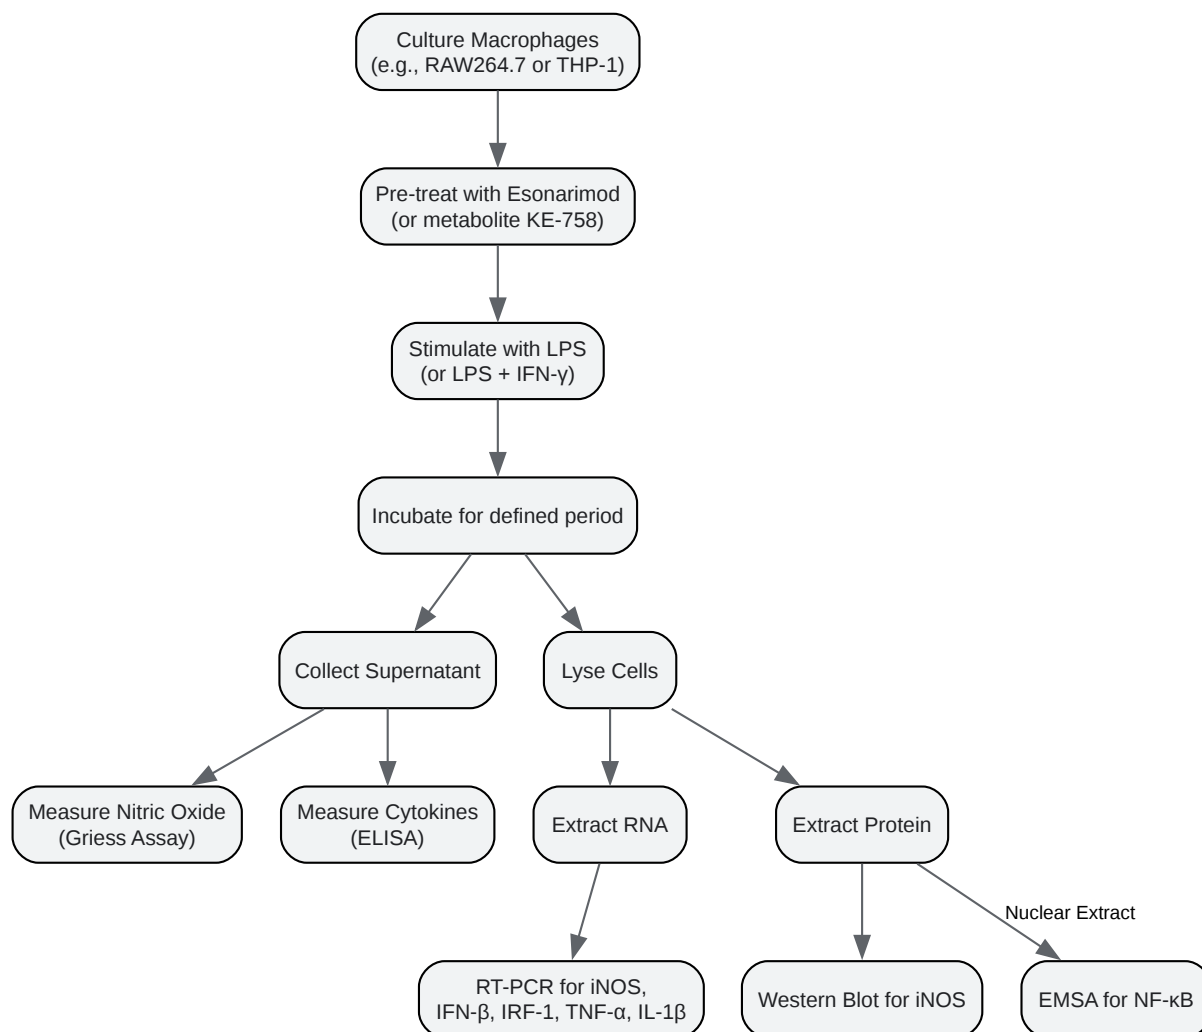 Culture Macrophages
(e.g., RAW264.7 or THP-1)
Pre-treat with Esonarimod
(or metabolite KE-758)
Stimulate with LPS
(or LPS + IFN-γ)
Incubate for defined period
Collect Supernatant
Lyse Cells
Measure Nitric Oxide
(Griess Assay)
Measure Cytokines
(ELISA)
Extract RNA
Extract Protein
Nuclear Extract
RT-PCR for iNOS,
IFN-β, IRF-1, TNF-α, IL-1β
Western Blot for iNOS
EMSA for NF-κB